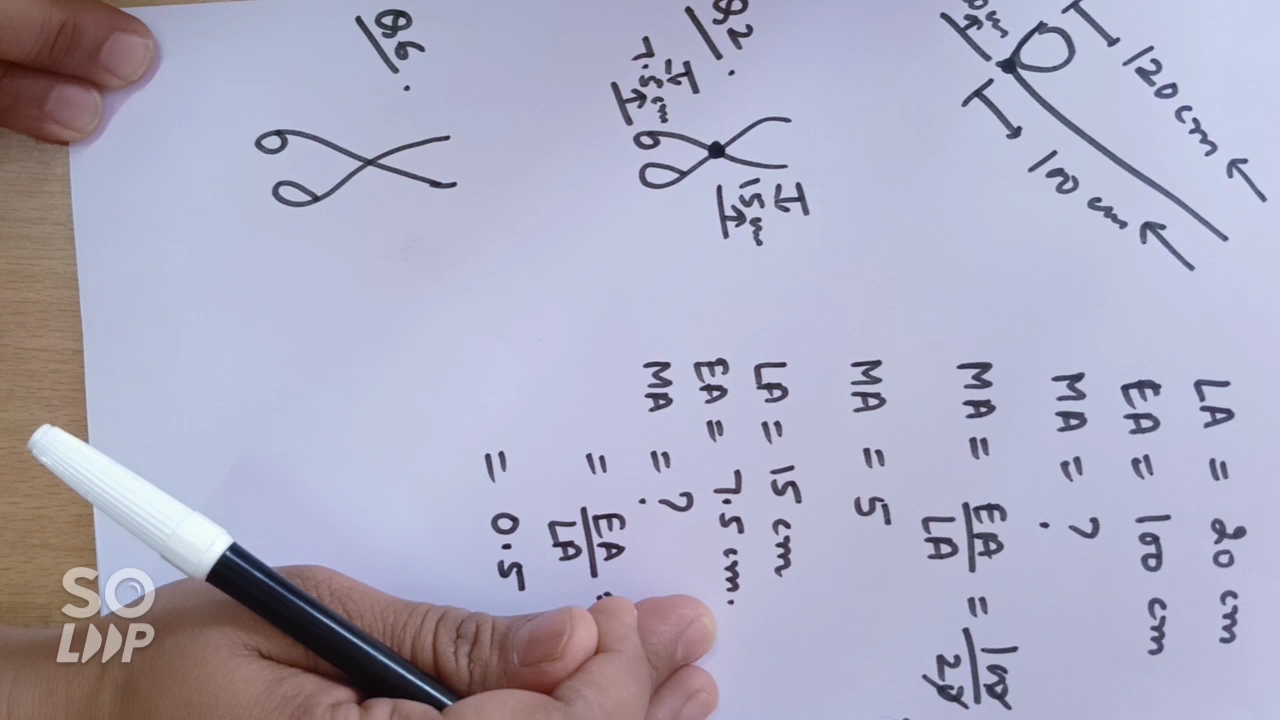 120 cm
100 cm
LA = 20 cm
EA = 100 cm
MA = ?
MA = EA/LA = 100/20
MA = 5
Q2.
7.5 cm
15 cm
LA = 15 cm
EA = 7.5 cm.
MA = ?
= EA/LA =
= 0.5
Q6.
SO
LOOP